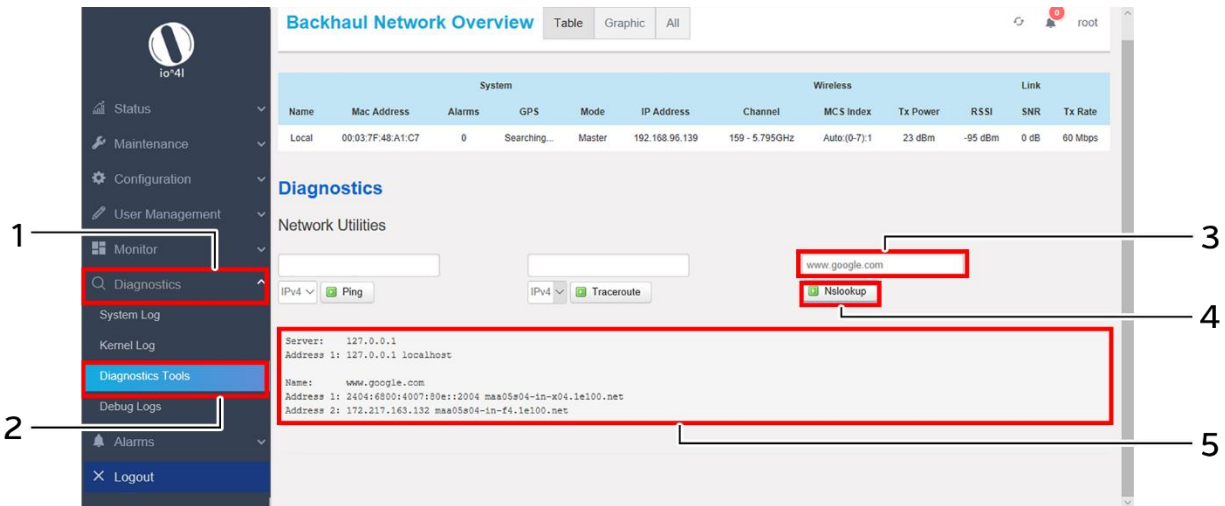 Backhaul Network Overview Table Graphic All 0 root
io°4l
System Wireless Link
Name Mac Address Alarms GPS Mode IP Address Channel MCS Index Tx Power RSSI SNR Tx Rate
Local 00:03:7F:48:A1:C7 0 Searching... Master 192.168.96.139 159 - 5.795GHz Auto:(0-7):1 23 dBm -95 dBm 0 dB 60 Mbps
Status
Maintenance
Configuration
User Management
Monitor
Diagnostics
System Log
Kernel Log
Diagnostics Tools
Debug Logs
Alarms
Logout
Diagnostics
Network Utilities
www.google.com
IPv4 Ping IPv4 Traceroute Nslookup
Server: 127.0.0.1
Address 1: 127.0.0.1 localhost
Name: www.google.com
Address 1: 2404:6800:4007:80e::2004 maa05s04-in-x04.1e100.net
Address 2: 172.217.163.132 maa05s04-in-f4.1e100.net
1
2
3
4
5